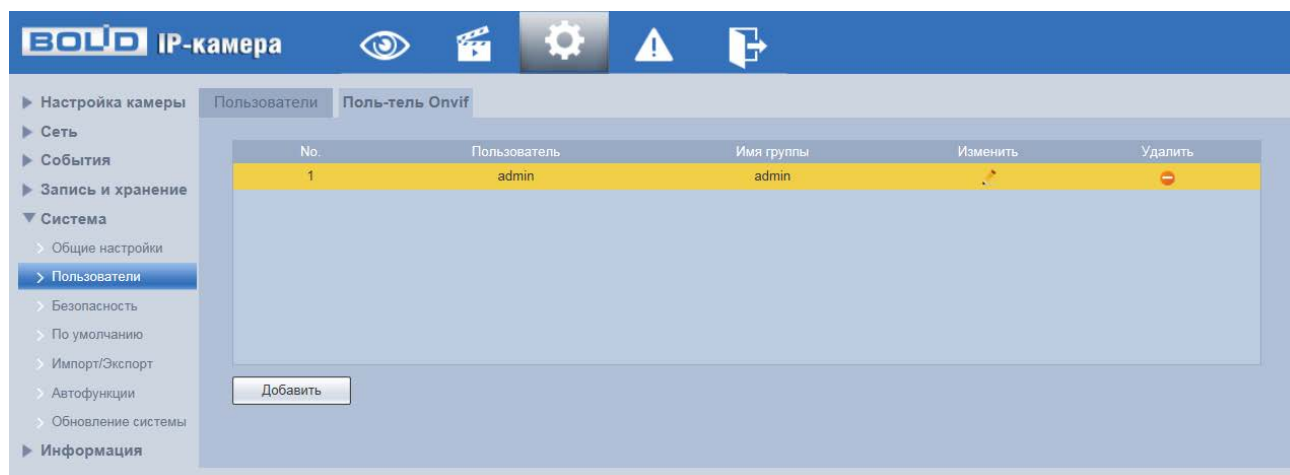 BOLID IP-камера
Настройка камеры
Сеть
События
Запись и хранение
Система
Общие настройки
Пользователи
Безопасность
По умолчанию
Импорт/Экспорт
Автофункции
Обновление системы
Информация
Пользователи Поль-тель Onvif
No. Пользователь Имя группы Изменить Удалить
1 admin admin
Добавить